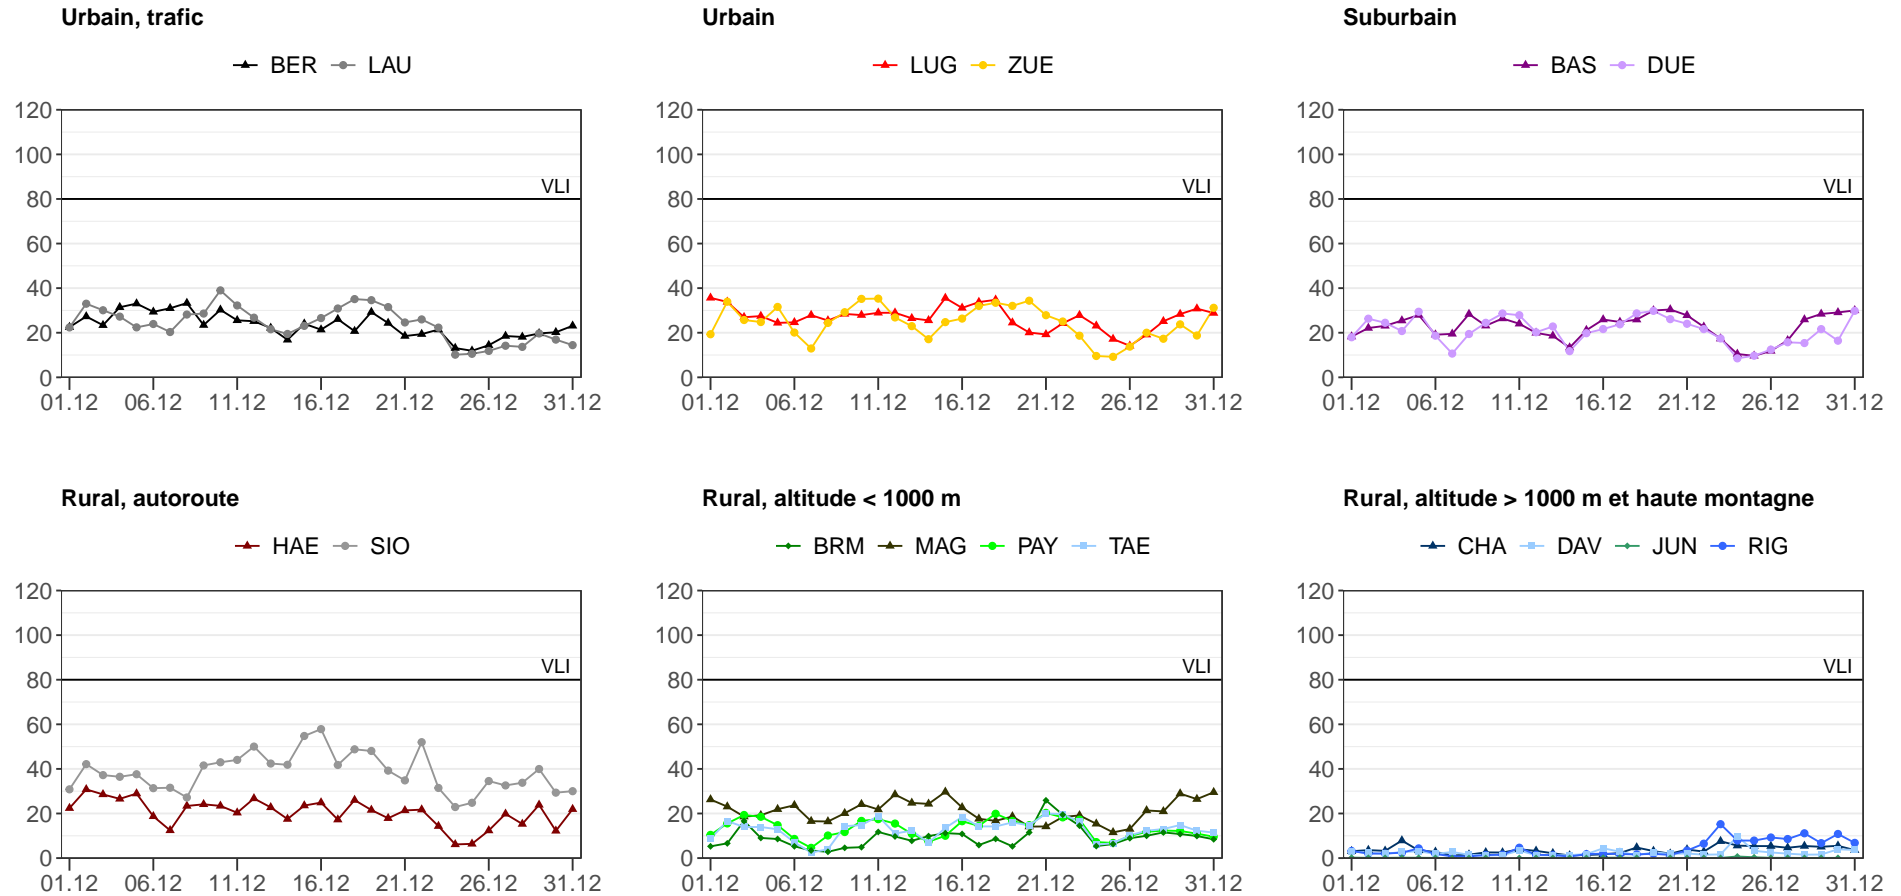 Urbain, trafic
BER LAU
120
100
80
60
40
20
0
VLI
01.12 06.12 11.12 16.12 21.12 26.12 31.12
Urbain
LUG ZUE
120
100
80
60
40
20
0
VLI
01.12 06.12 11.12 16.12 21.12 26.12 31.12
Suburbain
BAS DUE
120
100
80
60
40
20
0
VLI
01.12 06.12 11.12 16.12 21.12 26.12 31.12
Rural, autoroute
HAE SIO
120
100
80
60
40
20
0
VLI
01.12 06.12 11.12 16.12 21.12 26.12 31.12
Rural, altitude < 1000 m
BRM MAG PAY TAE
120
100
80
60
40
20
0
VLI
01.12 06.12 11.12 16.12 21.12 26.12 31.12
Rural, altitude > 1000 m et haute montagne
CHA DAV JUN RIG
120
100
80
60
40
20
0
VLI
01.12 06.12 11.12 16.12 21.12 26.12 31.12